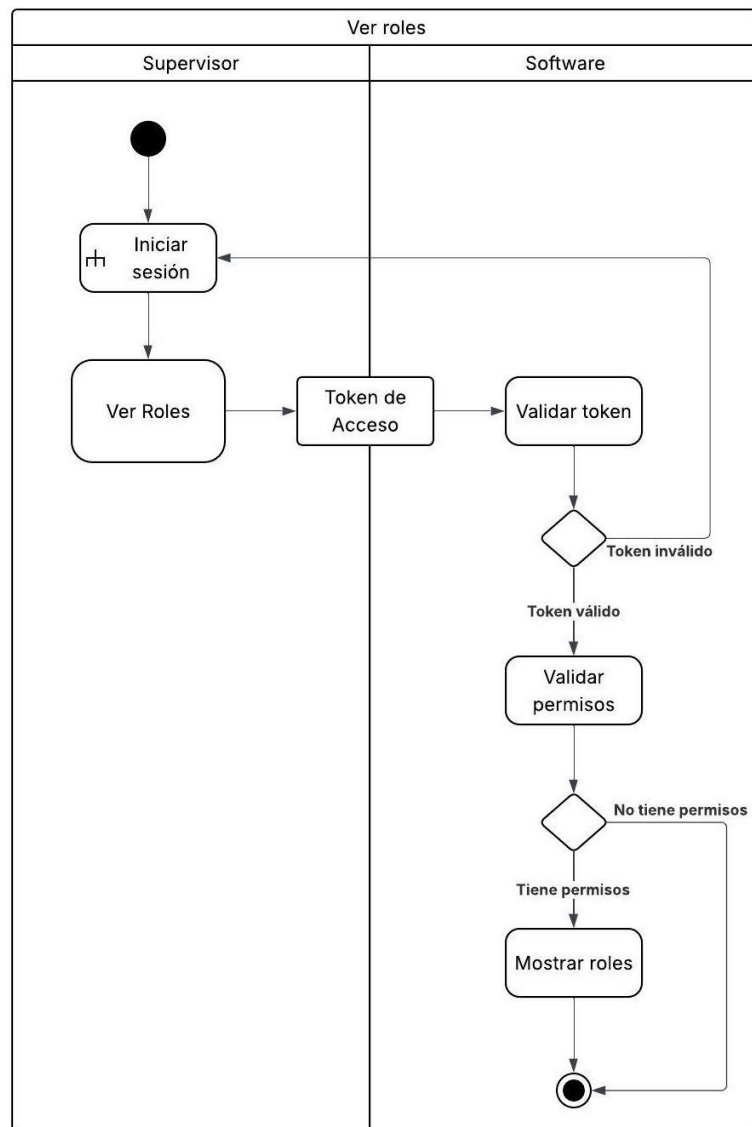 Ver roles
Supervisor
Software
Iniciar
sesión
Ver Roles
Token de
Acceso
Validar token
Token inválido
Token válido
Validar
permisos
No tiene permisos
Tiene permisos
Mostrar roles